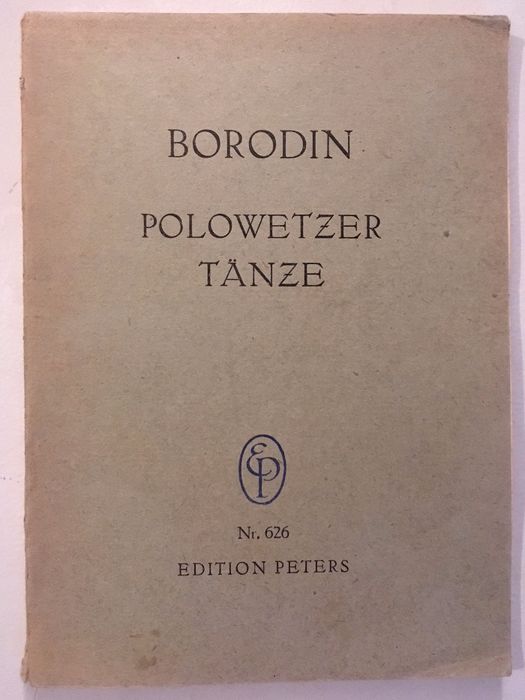 BORODIN
POLOWETZER
TÄNZE
EP
Nr. 626
EDITION PETERS